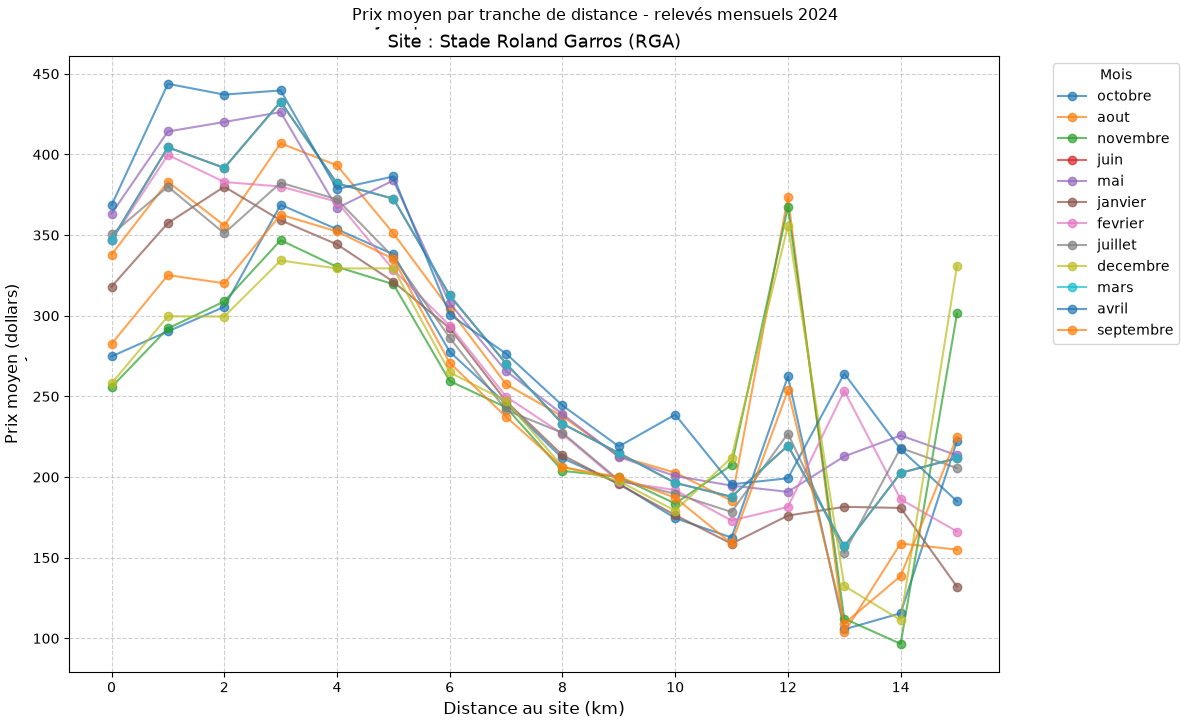 Prix moyen par tranche de distance - relevés mensuels 2024
Site : Stade Roland Garros (RGA)
Prix moyen (dollars)
450
400
350
300
250
200
150
100
0 2 4 6 8 10 12 14
Distance au site (km)
Mois
octobre
aout
novembre
juin
mai
janvier
fevrier
juillet
decembre
mars
avril
septembre